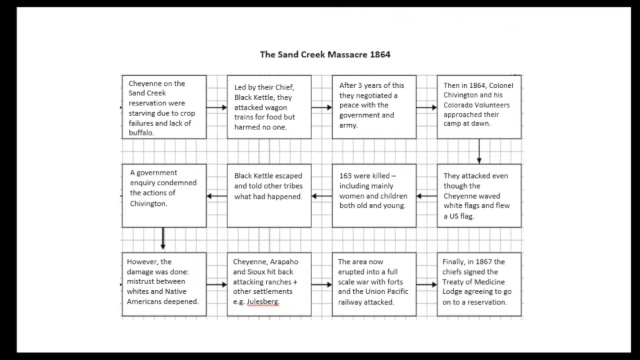 The Sand Creek Massacre 1864
Cheyenne on the
Sand Creek
reservation were
starving due to crop
failures and lack of
buffalo.
Led by their Chief,
Black Kettle, they
attacked wagon
trains for food but
harmed no one.
After 3 years of this
they negotiated a
peace with the
government and
army.
Then in 1864, Colonel
Chivington and his
Colorado Volunteers
approached their
camp at dawn.
They attacked even
though the
Cheyenne waved
white flags and flew
a US flag.
163 were killed –
including mainly
women and children
both old and young.
Black Kettle escaped
and told other tribes
what had happened.
A government
enquiry condemned
the actions of
Chivington.
However, the
damage was done:
mistrust between
whites and Native
Americans deepened.
Cheyenne, Arapaho
and Sioux hit back
attacking ranches +
other settlements
e.g. Julesberg.
The area now
erupted into a full
scale war with forts
and the Union Pacific
railway attacked.
Finally, in 1867 the
chiefs signed the
Treaty of Medicine
Lodge agreeing to go
on to a reservation.